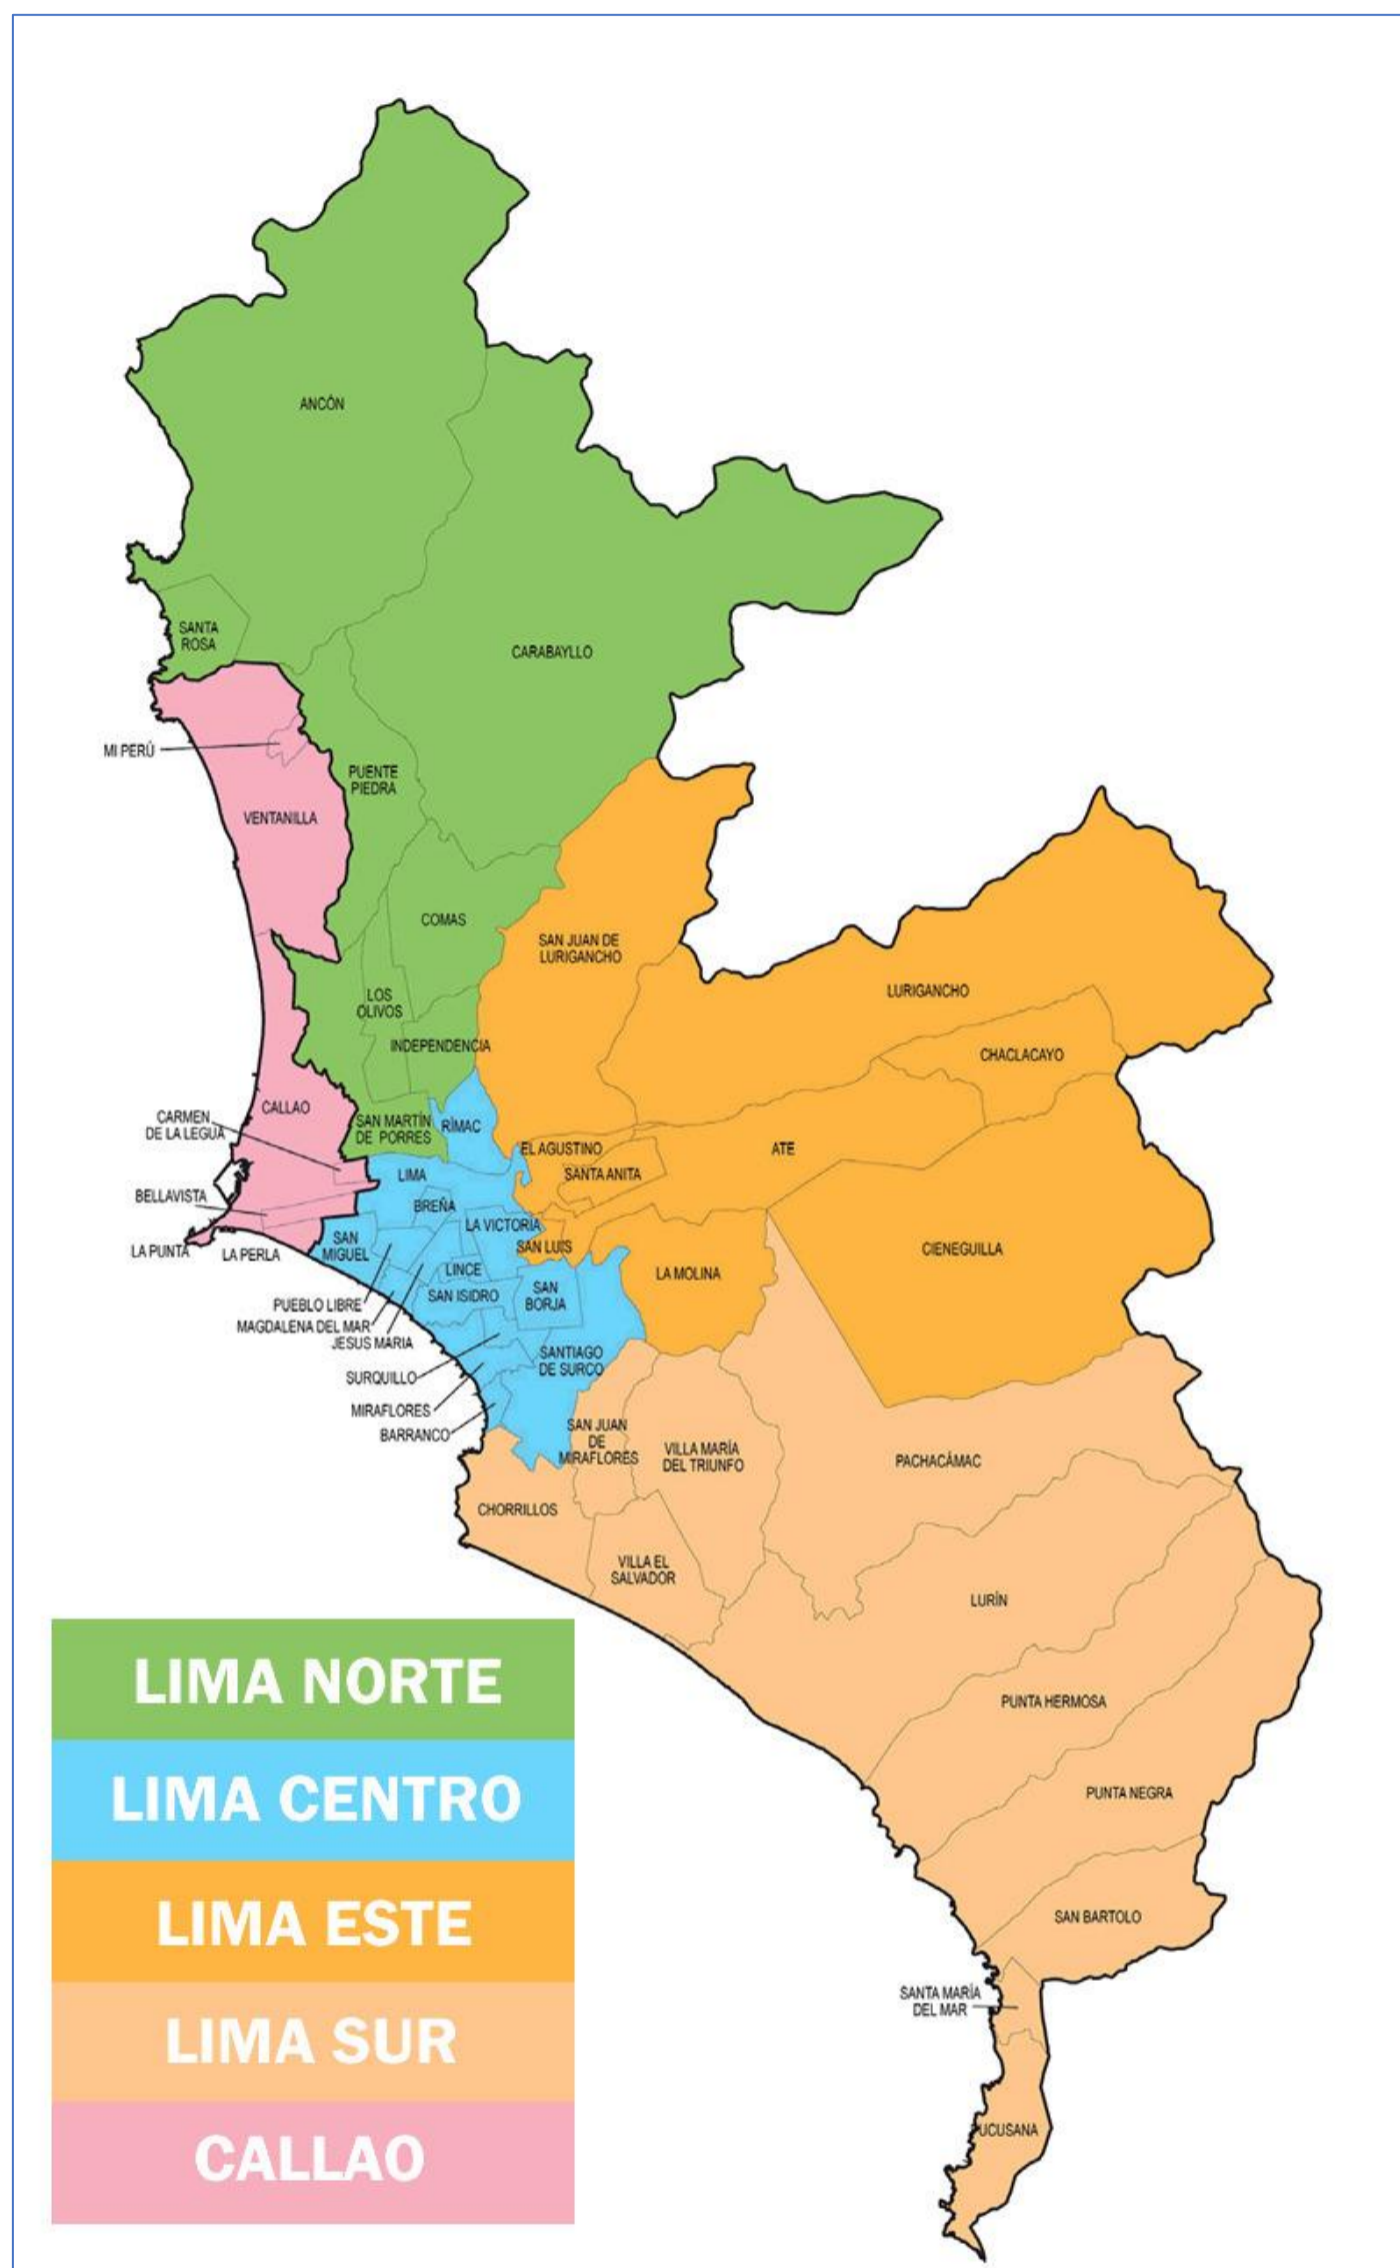 ANCÓN
SANTA
ROSA
CARABAYLLO
MI PERÚ
PUENTE
PIEDRA
VENTANILLA
COMAS
SAN JUAN DE
LURIGANCHO
LOS
OLIVOS
LURIGANCHO
INDEPENDENCIA
CHACLACAYO
CALLAO
CARMEN
DE LA LEGUA
SAN MARTÍN
DE PORRES
RÍMAC
EL AGUSTINO
ATE
LIMA
SANTA ANITA
BELLAVISTA
BREÑA
LA VICTORIA
SAN
MIGUEL
SAN LUIS
LA PUNTA
LA PERLA
CIENEGUILLA
LINCE
LA MOLINA
SAN ISIDRO
SAN
BORJA
PUEBLO LIBRE
MAGDALENA DEL MAR
JESUS MARIA
SANTIAGO
DE SURCO
SURQUILLO
MIRAFLORES
BARRANCO
SAN JUAN
DE
MIRAFLORES
VILLA MARÍA
DEL TRIUNFO
PACHACÁMAC
CHORRILLOS
VILLA EL
SALVADOR
LURÍN
PUNTA HERMOSA
PUNTA NEGRA
SAN BARTOLO
SANTA MARÍA
DEL MAR
PUCUSANA
LIMA NORTE
LIMA CENTRO
LIMA ESTE
LIMA SUR
CALLAO